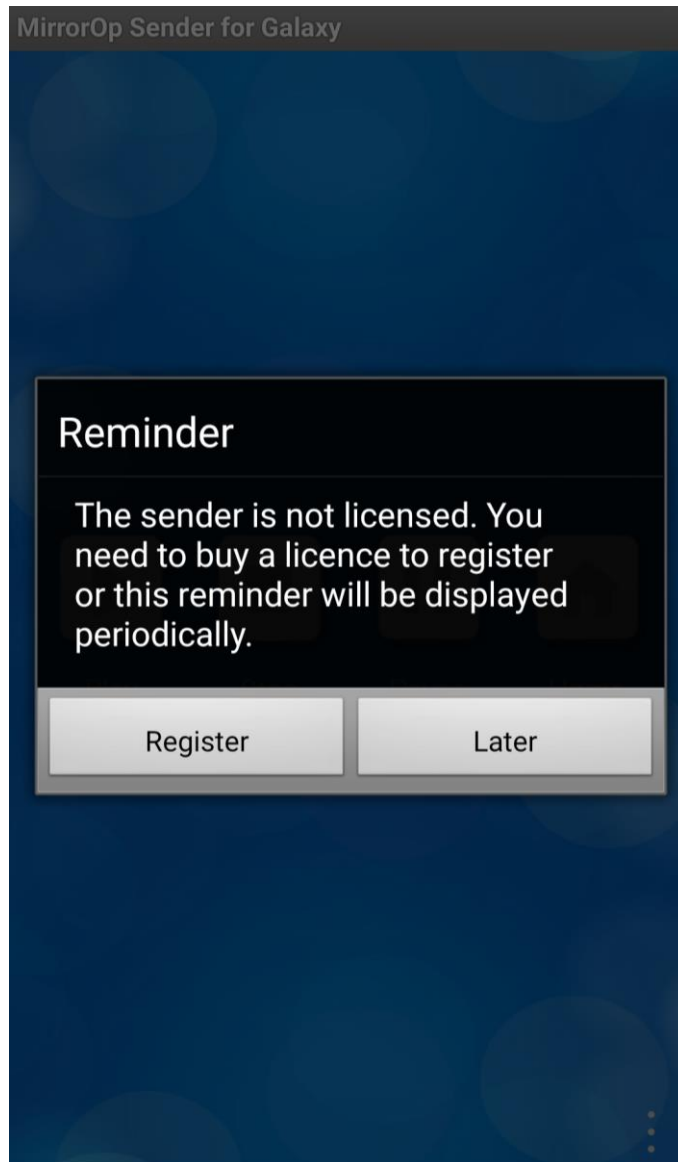 MirrorOp Sender for Galaxy
Reminder
The sender is not licensed. You
need to buy a licence to register
or this reminder will be displayed
periodically.
Register
Later